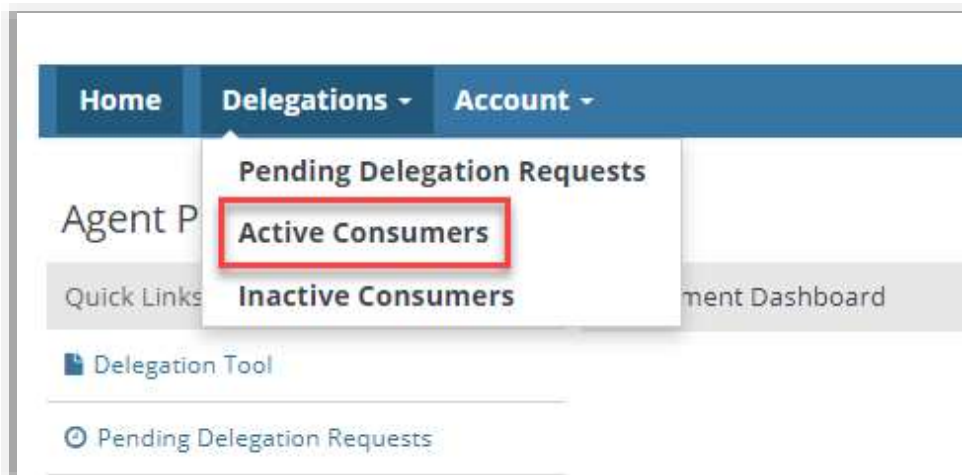 Home Delegations Account
Pending Delegation Requests
Agent P
Active Consumers
Quick Links
Inactive Consumers
ment Dashboard
Delegation Tool
Pending Delegation Requests